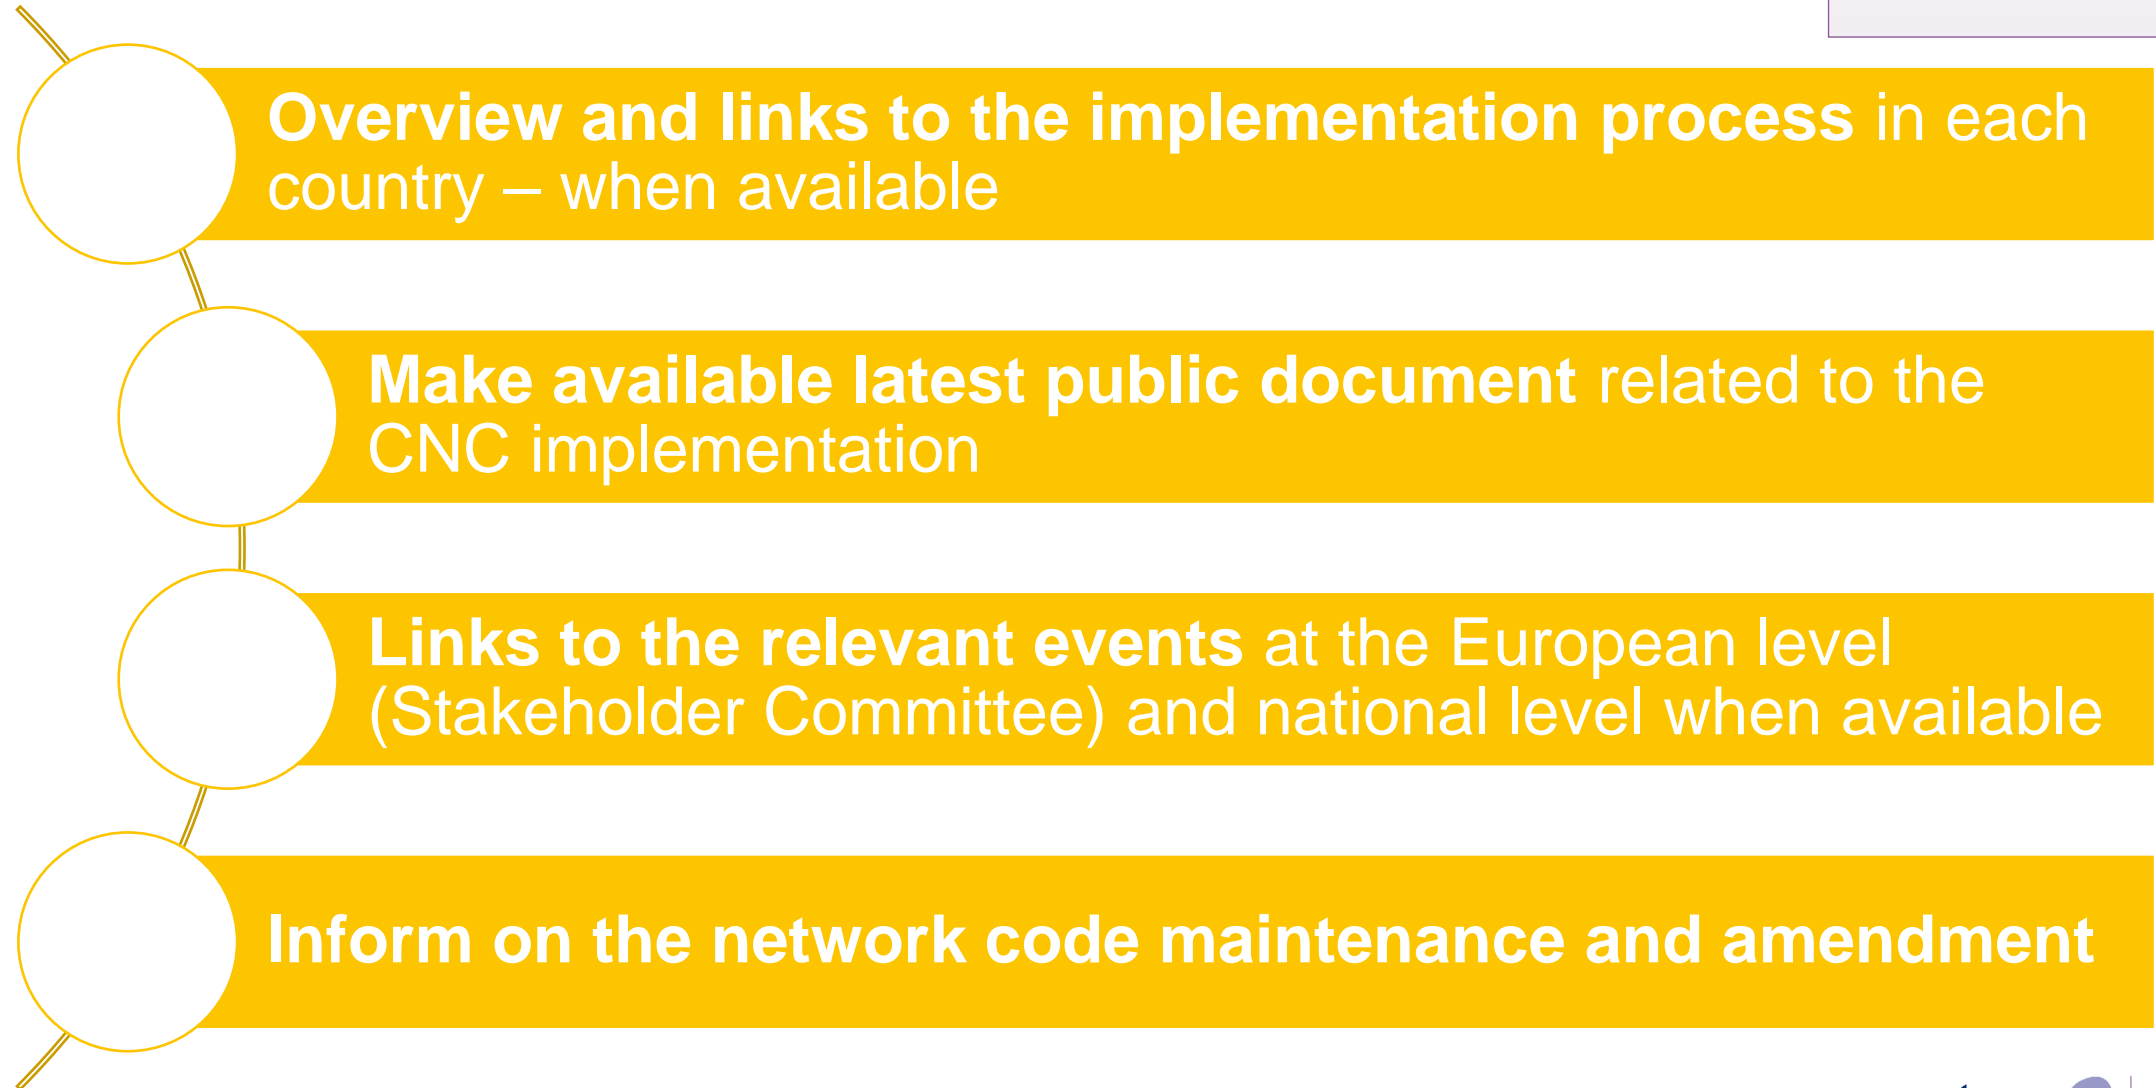 Overview and links to the implementation process in each
country – when available
Make available latest public document related to the
CNC implementation
Links to the relevant events at the European level
(Stakeholder Committee) and national level when available
Inform on the network code maintenance and amendment